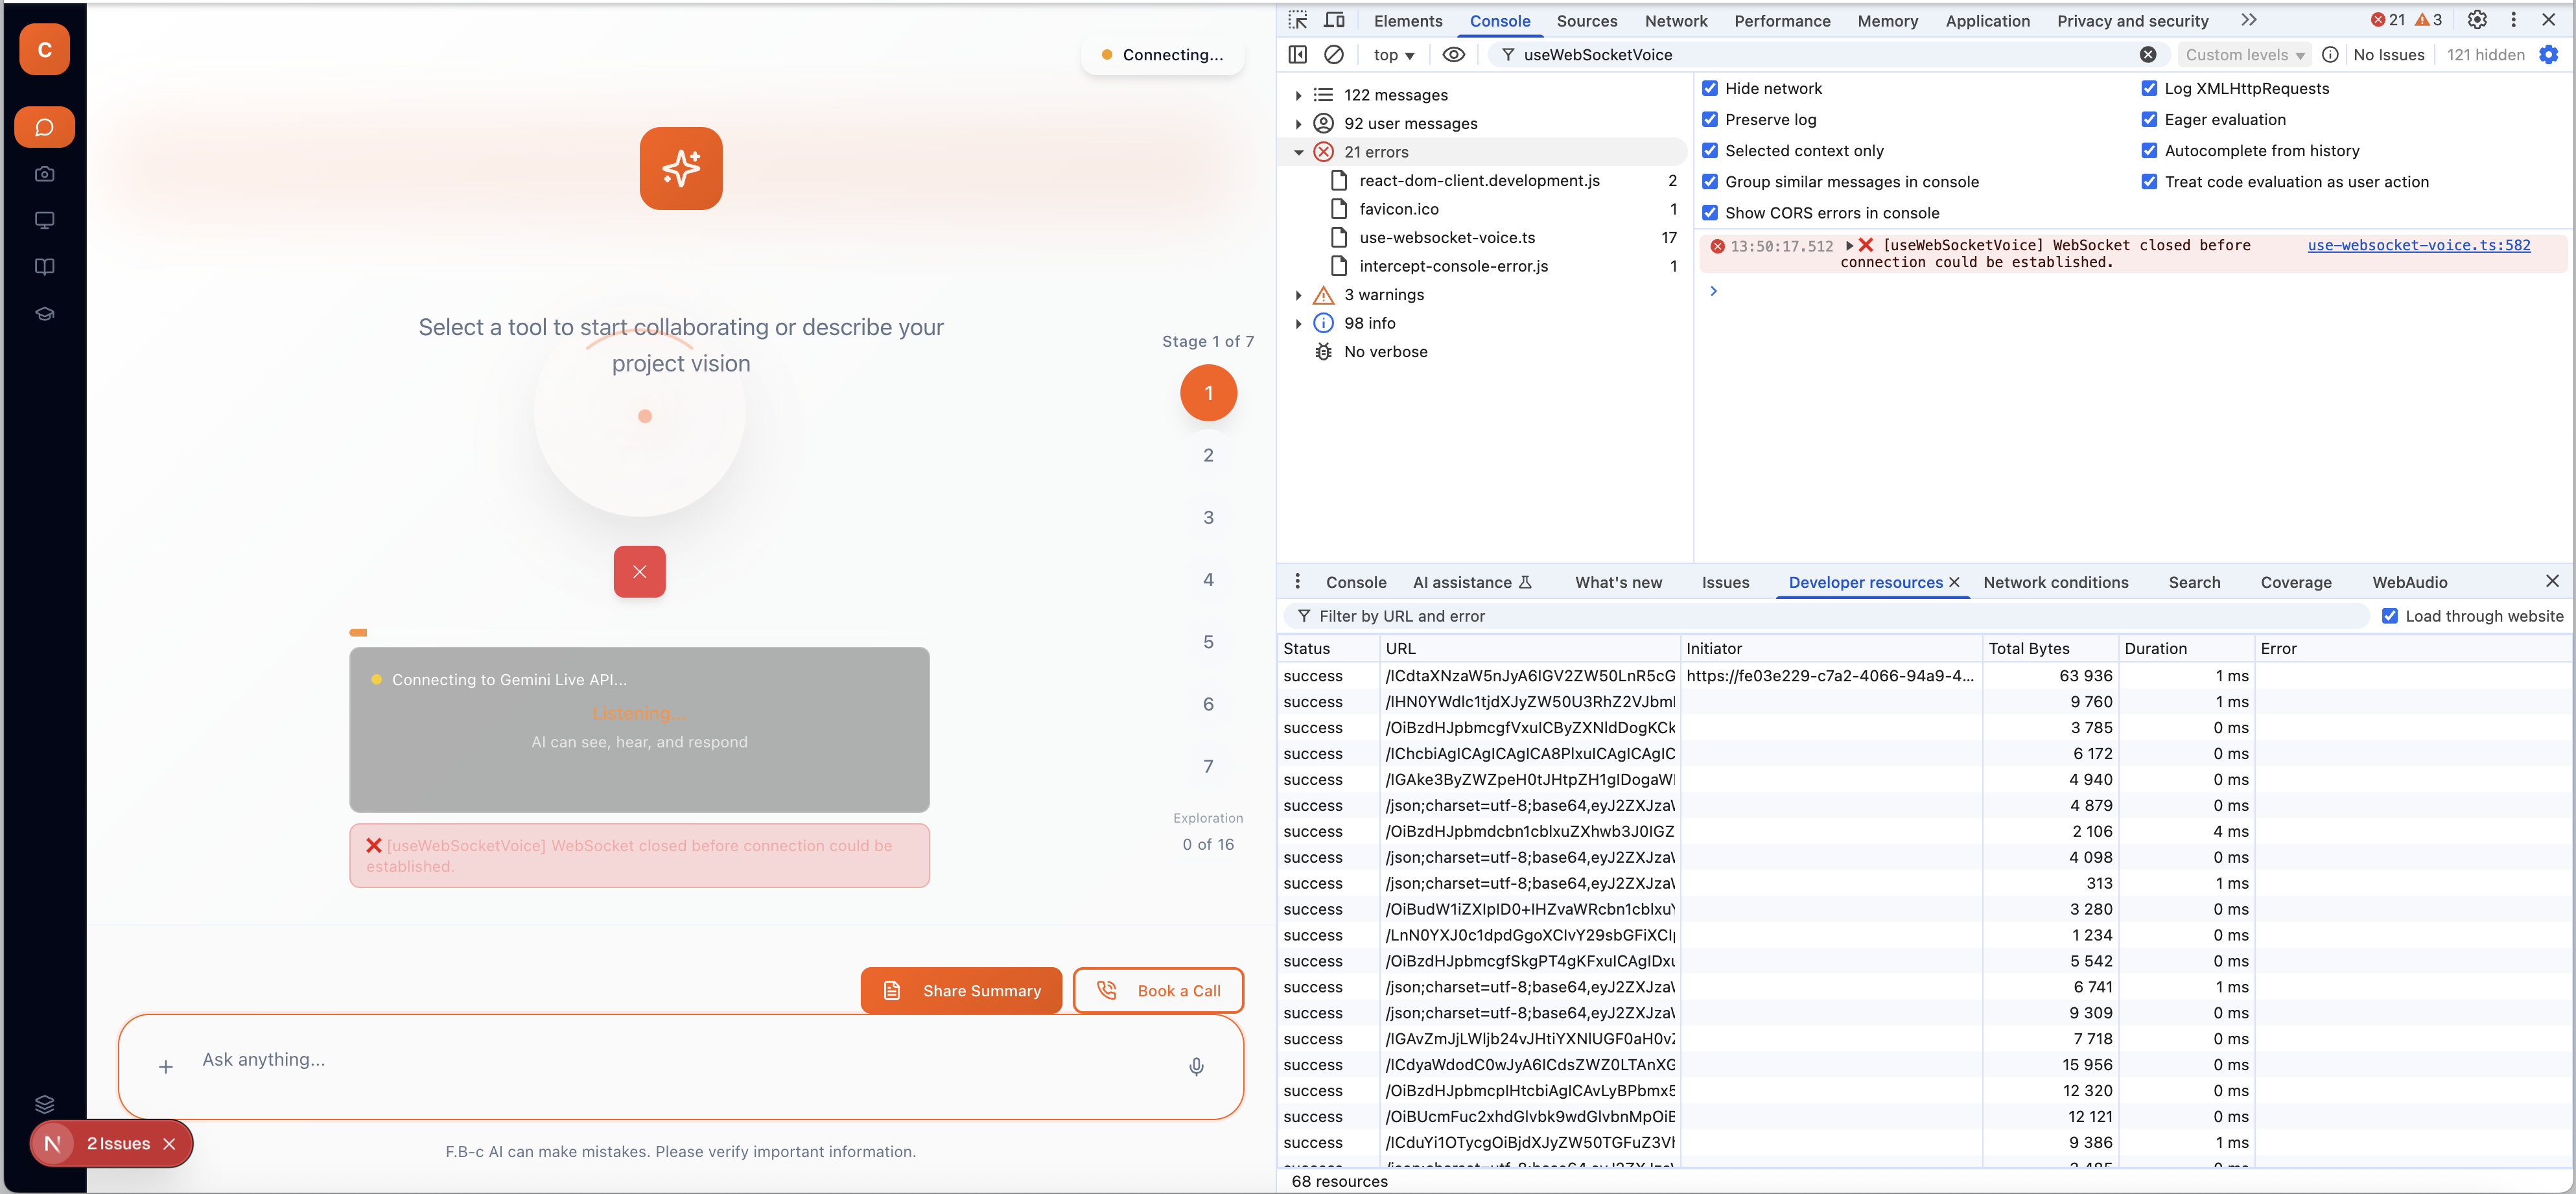 C
Connecting...
Select a tool to start collaborating or describe your
project vision
Stage 1 of 7
1
2
3
4
5
6
7
Exploration
0 of 16
Connecting to Gemini Live API...
Listening...
AI can see, hear, and respond
❌ [useWebSocketVoice] WebSocket closed before connection could be
established.
Share Summary
Book a Call
+ Ask anything...
N 2 Issues
F.B-c AI can make mistakes. Please verify important information.
Elements Console Sources Network Performance Memory Application Privacy and security 21 3
top useWebSocketVoice Custom levels No Issues 121 hidden
122 messages
92 user messages
21 errors
react-dom-client.development.js 2
favicon.ico 1
use-websocket-voice.ts 17
intercept-console-error.js 1
3 warnings
98 info
No verbose
Hide network Log XMLHttpRequests
Preserve log Eager evaluation
Selected context only Autocomplete from history
Group similar messages in console Treat code evaluation as user action
Show CORS errors in console
13:50:17.512 ❌ [useWebSocketVoice] WebSocket closed before use-websocket-voice.ts:582
connection could be established.
Console AI assistance What's new Issues Developer resources Network conditions Search Coverage WebAudio
Filter by URL and error Load through website
Status URL Initiator Total Bytes Duration Error
success https://fe03e229-c7a2-4066-94a9-4... 63 936 1 ms
success 9 760 1 ms
success 3 785 0 ms
success 6 172 0 ms
success 4 940 0 ms
success /json;charset=utf-8;base64,eyJ2ZXJza 4 879 0 ms
success 2 106 4 ms
success /json;charset=utf-8;base64,eyJ2ZXJza 4 098 0 ms
success /json;charset=utf-8;base64,eyJ2ZXJza 313 1 ms
success 3 280 0 ms
success 1 234 0 ms
success 5 542 0 ms
success /json;charset=utf-8;base64,eyJ2ZXJza 6 741 1 ms
success /json;charset=utf-8;base64,eyJ2ZXJza 9 309 0 ms
success 7 718 0 ms
success 15 956 0 ms
success 12 320 0 ms
success 12 121 0 ms
success 9 386 1 ms
68 resources